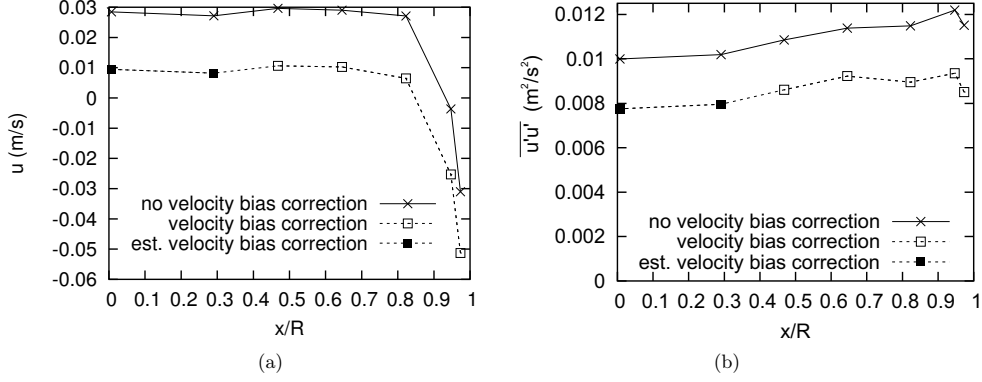 0.03
0.02
0.01
0
-0.01
-0.02
-0.03
-0.04
-0.05
-0.06
u (m/s)
no velocity bias correction
velocity bias correction
est. velocity bias correction
0 0.1 0.2 0.3 0.4 0.5 0.6 0.7 0.8 0.9 1
x/R
(a)
0.012
0.01
0.008
0.006
0.004
0.002
0
u'u' (m²/s²)
no velocity bias correction
velocity bias correction
est. velocity bias correction
0 0.1 0.2 0.3 0.4 0.5 0.6 0.7 0.8 0.9 1
x/R
(b)